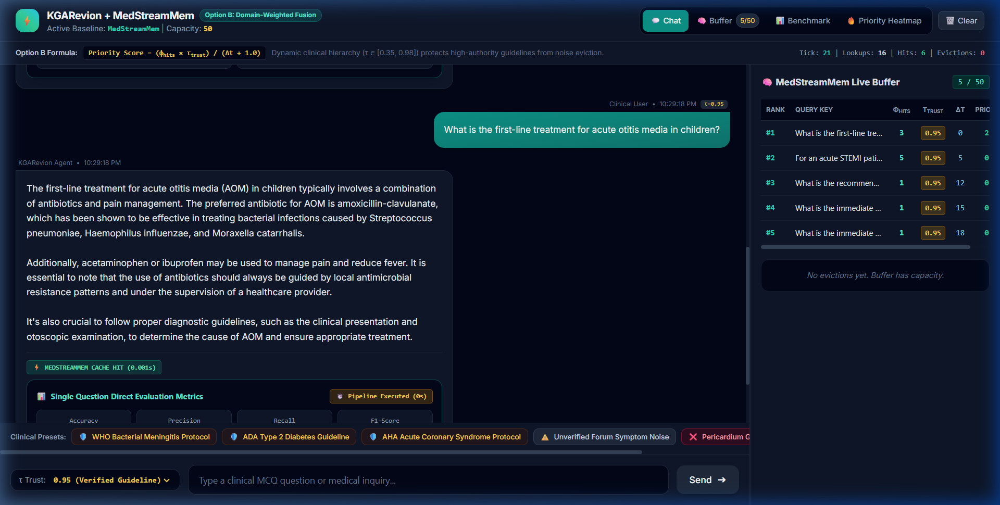 KGARevion + MedStreamMem
Option B: Domain-Weighted Fusion
Active Baseline: MedStreamMem | Capacity: 50
Chat
Buffer 5/50
Benchmark
Priority Heatmap
Clear
Option B Formula: Priority Score = (ϕhits × τtrust) / (Δt + 1.0) Dynamic clinical hierarchy (τ ∈ [0.35, 0.98]) protects high-authority guidelines from noise eviction.
Tick: 21 | Lookups: 16 | Hits: 6 | Evictions: 0
Clinical User • 10:29:18 PM τ=0.95
What is the first-line treatment for acute otitis media in children?
KGARevion Agent • 10:29:18 PM
The first-line treatment for acute otitis media (AOM) in children typically involves a combination
of antibiotics and pain management. The preferred antibiotic for AOM is amoxicillin-clavulanate,
which has been shown to be effective in treating bacterial infections caused by Streptococcus
pneumoniae, Haemophilus influenzae, and Moraxella catarrhalis.
Additionally, acetaminophen or ibuprofen may be used to manage pain and reduce fever. It is
essential to note that the use of antibiotics should always be guided by local antimicrobial
resistance patterns and under the supervision of a healthcare provider.
It's also crucial to follow proper diagnostic guidelines, such as the clinical presentation and
otoscopic examination, to determine the cause of AOM and ensure appropriate treatment.
MEDSTREAMMEM CACHE HIT (0.001s)
Single Question Direct Evaluation Metrics
Pipeline Executed (0s)
Accuracy Precision Recall F1-Score
Clinical Presets: WHO Bacterial Meningitis Protocol ADA Type 2 Diabetes Guideline AHA Acute Coronary Syndrome Protocol Unverified Forum Symptom Noise Pericardium G
τ Trust: 0.95 (Verified Guideline)
Type a clinical MCQ question or medical inquiry...
Send ➔
MedStreamMem Live Buffer
5 / 50
RANK QUERY KEY ΦHITS ΤTRUST ΔT PRIO
#1 What is the first-line tre... 3 0.95 0 2
#2 For an acute STEMI pati... 5 0.95 5 0
#3 What is the recommen... 1 0.95 12 0
#4 What is the immediate ... 1 0.95 15 0
#5 What is the immediate ... 1 0.95 18 0
No evictions yet. Buffer has capacity.